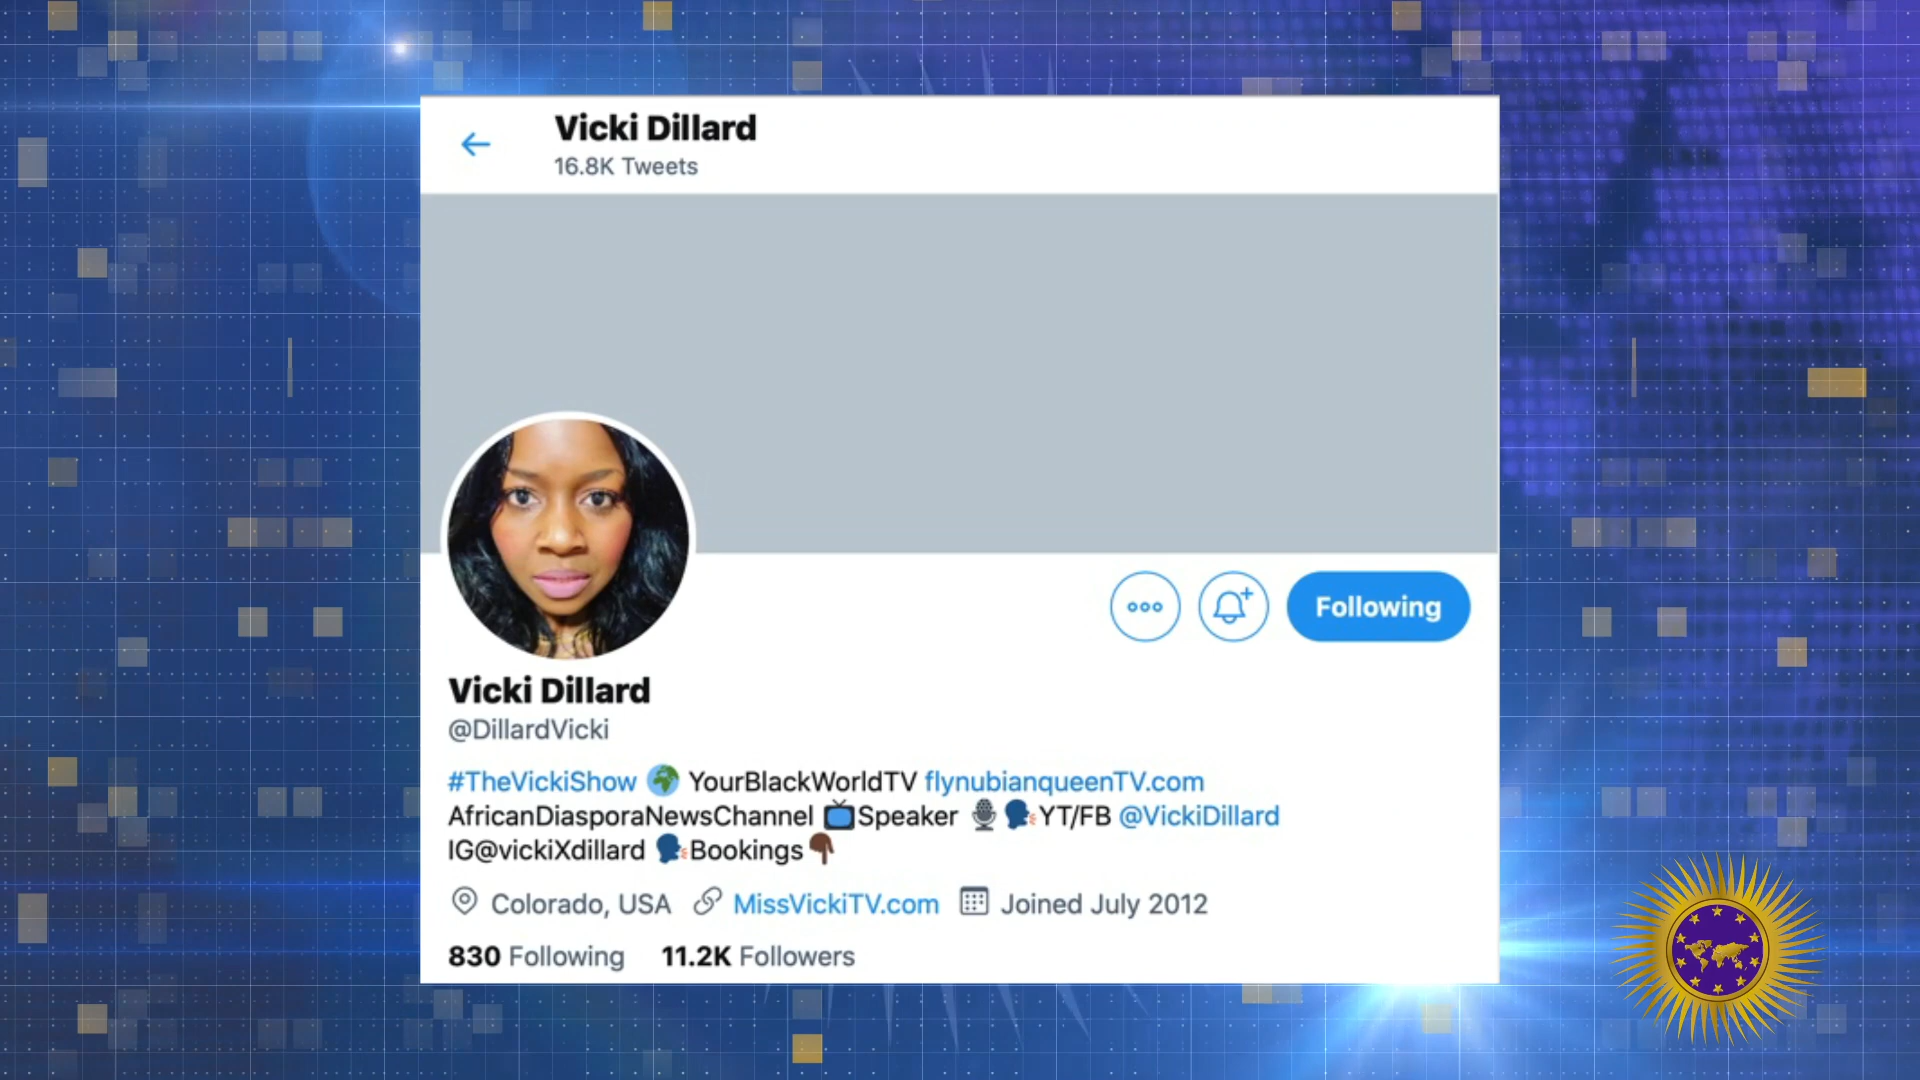 Vicki Dillard
16.8K Tweets
Following
Vicki Dillard
@DillardVicki
#TheVickiShow 🌍 YourBlackWorldTV flynubianqueenTV.com
AfricanDiasporaNewsChannel 📺Speaker 🎙🗣YT/FB @VickiDillard
IG@vickiXdillard 🗣Bookings👇🏿
Colorado, USA MissVickiTV.com Joined July 2012
830 Following 11.2K Followers